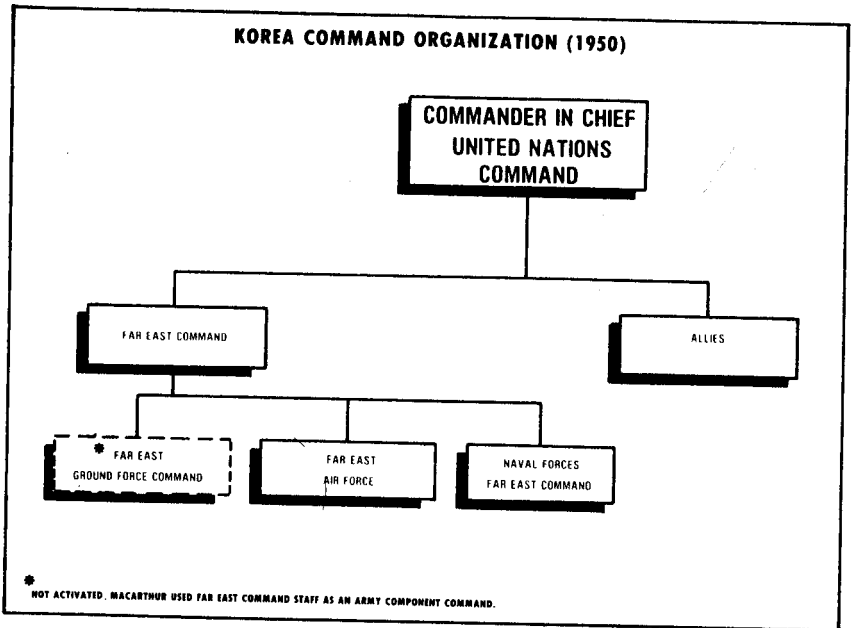 KOREA COMMAND ORGANIZATION (1950)
COMMANDER IN CHIEF
UNITED NATIONS
COMMAND
FAR EAST COMMAND
ALLIES
* FAR EAST
GROUND FORCE COMMAND
FAR EAST
AIR FORCE
NAVAL FORCES
FAR EAST COMMAND
*
NOT ACTIVATED. MACARTHUR USED FAR EAST COMMAND STAFF AS AN ARMY COMPONENT COMMAND.